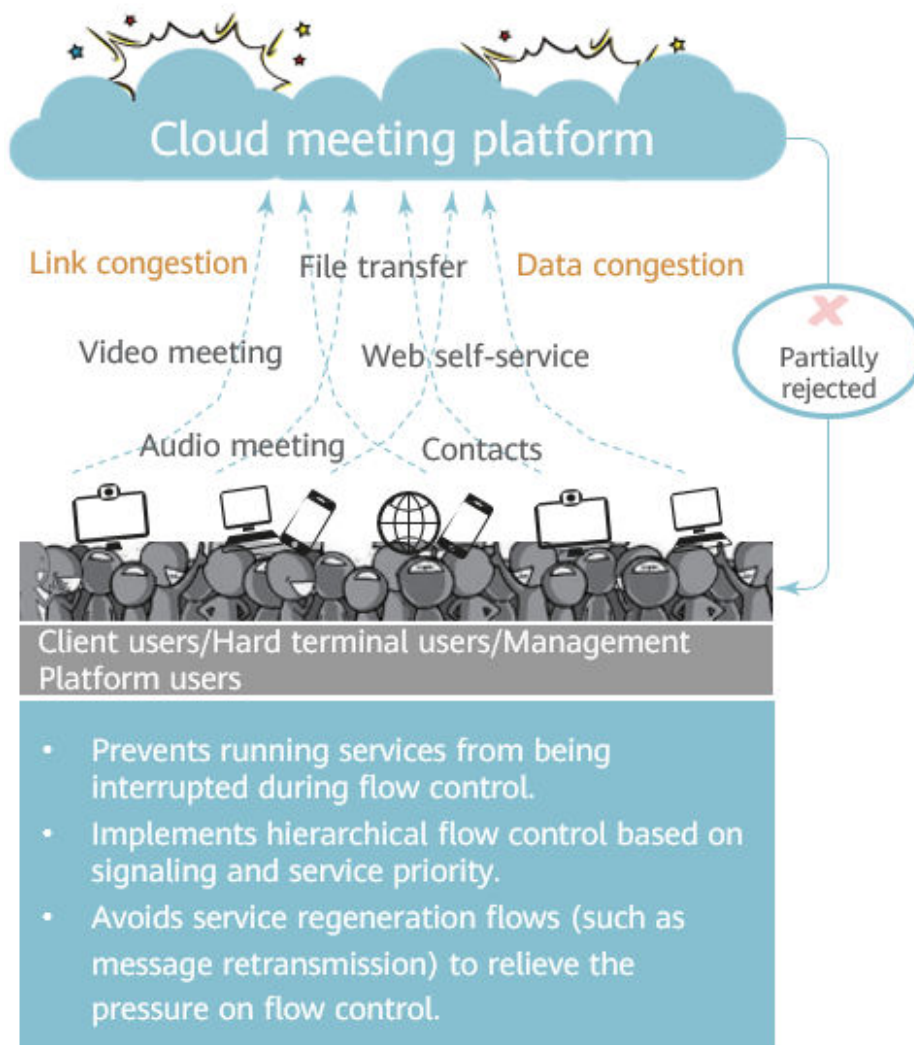 Cloud meeting platform
Link congestion
File transfer
Data congestion
Video meeting
Web self-service
Partially
rejected
Audio meeting
Contacts
Client users/Hard terminal users/Management
Platform users
• Prevents running services from being
interrupted during flow control.
• Implements hierarchical flow control based on
signaling and service priority.
• Avoids service regeneration flows (such as
message retransmission) to relieve the
pressure on flow control.